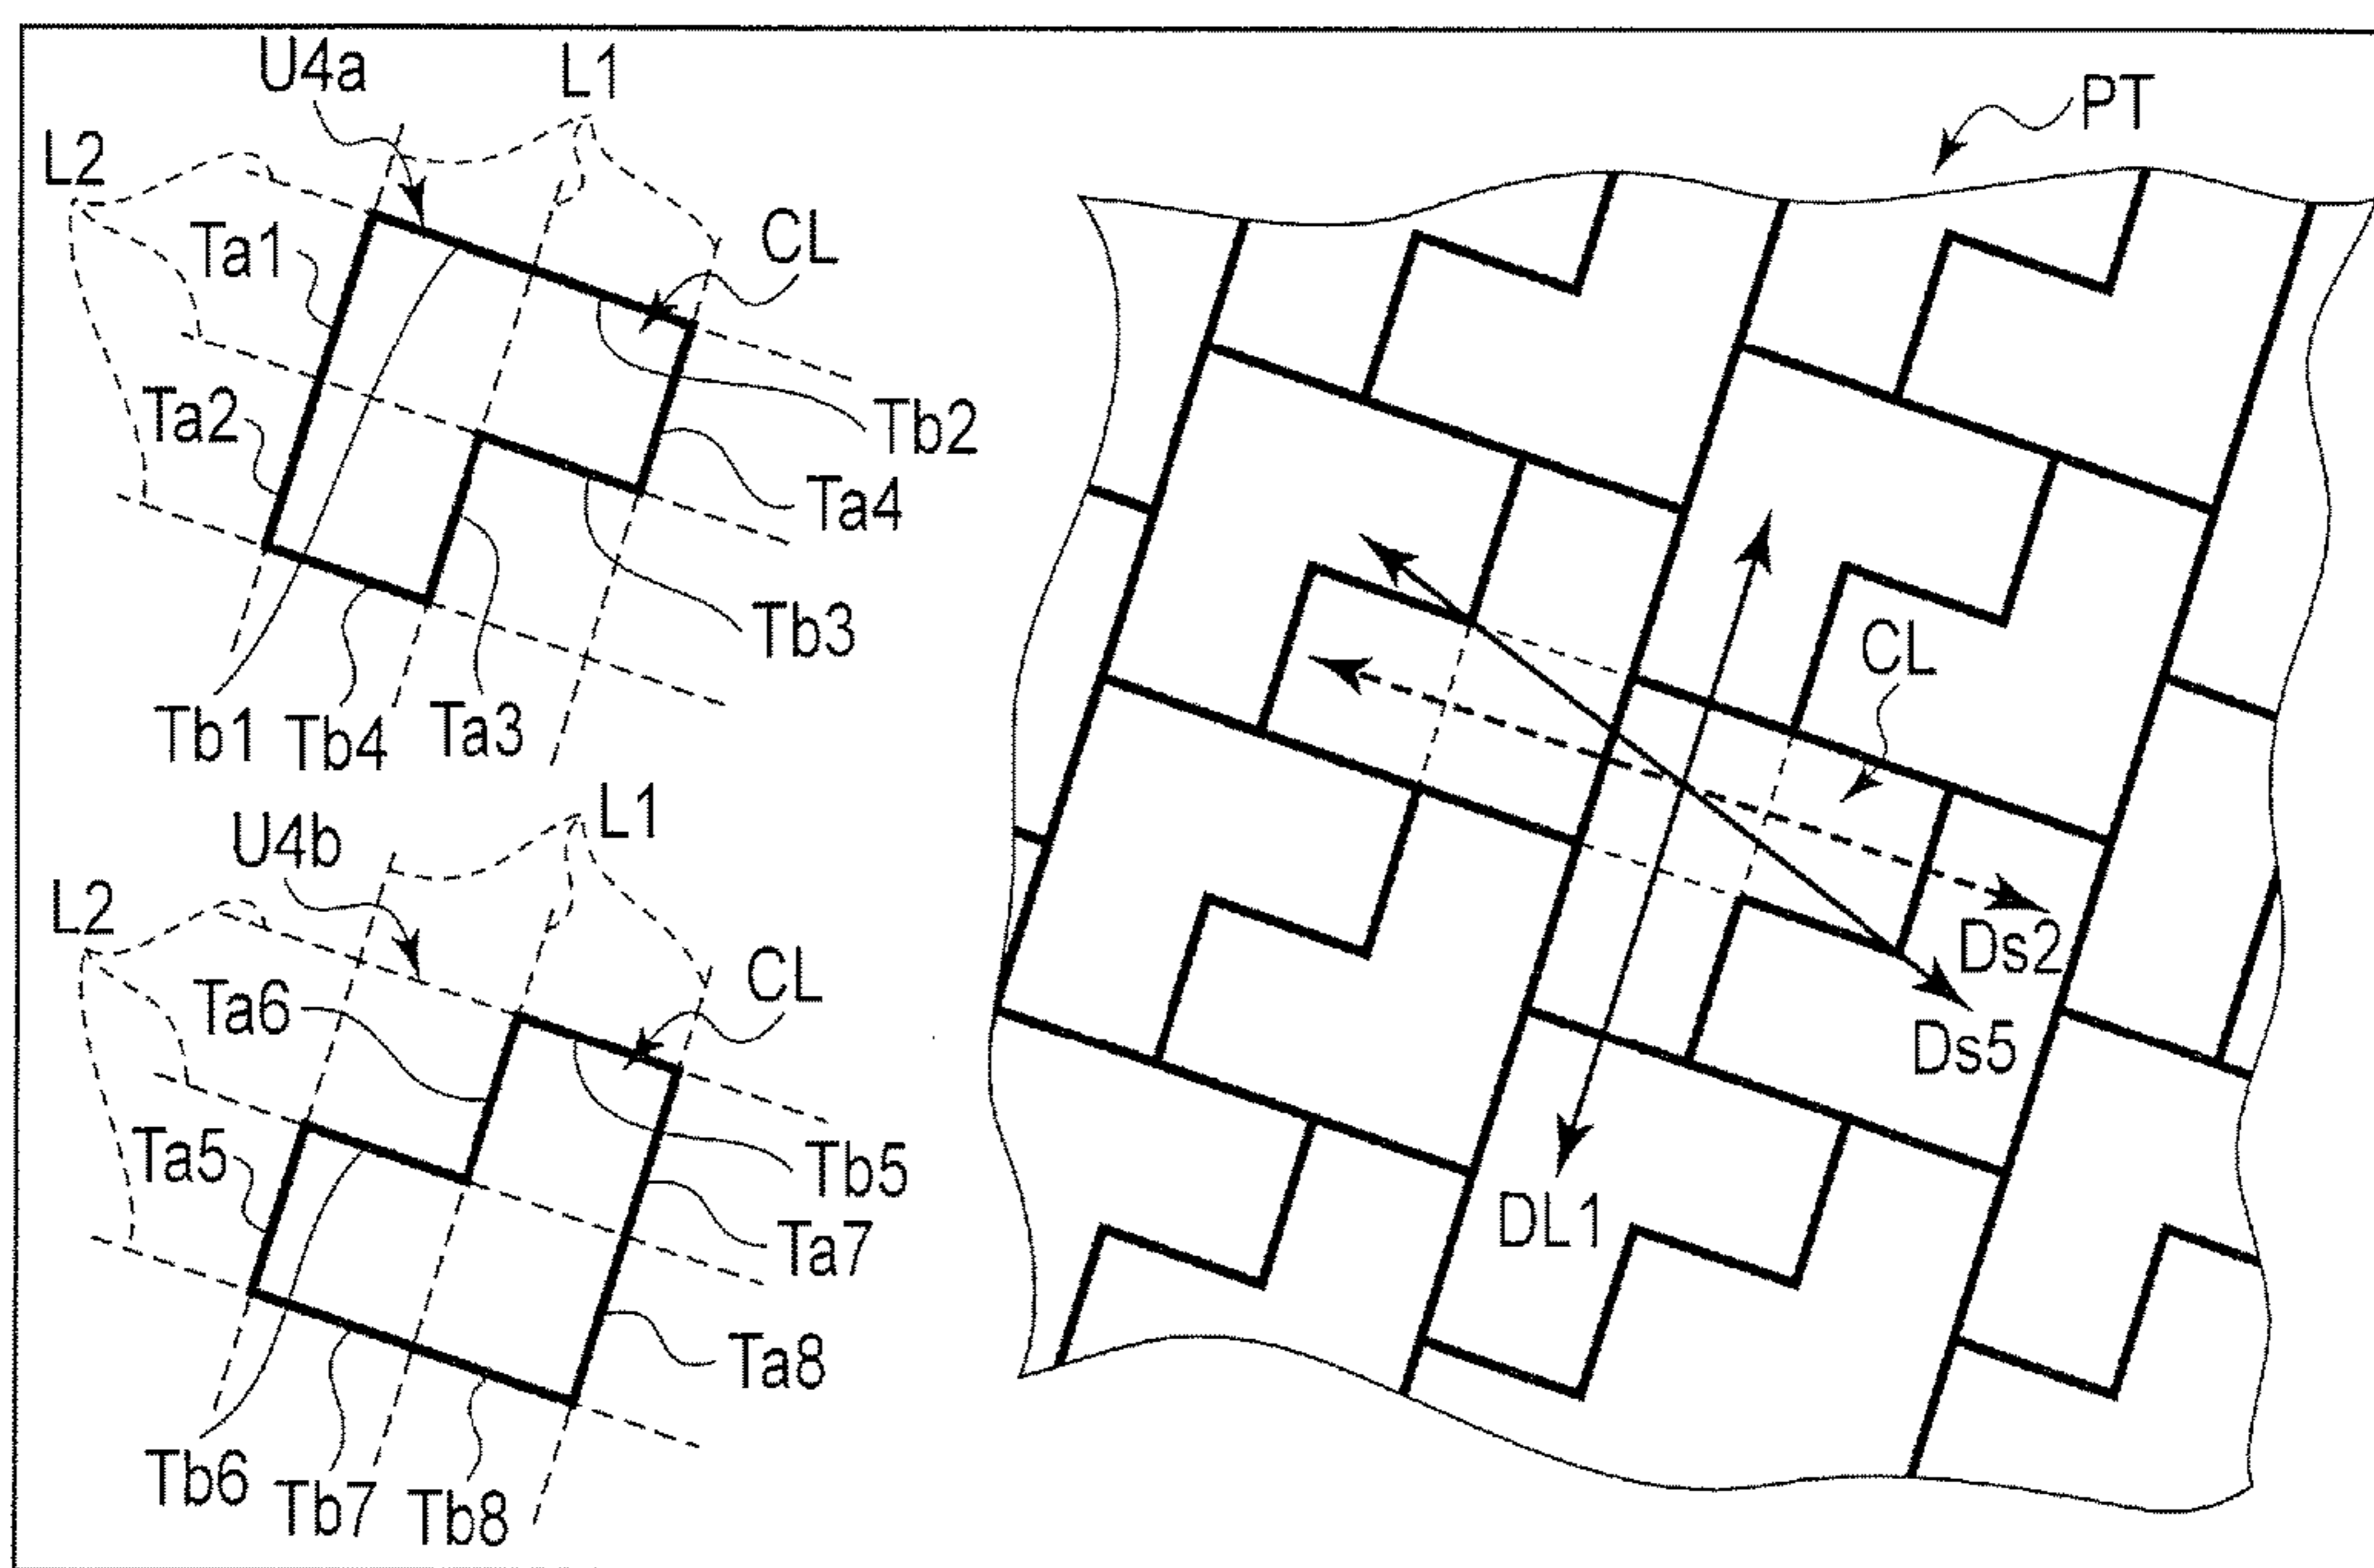 U4a
L1
L2
Ta1
CL
Ta2
Tb2
Ta4
Tb3
Tb1
Tb4
Ta3
U4b
L1
L2
Ta6
CL
Ta5
Tb5
Ta7
Ta8
Tb6
Tb7
Tb8
PT
CL
Ds2
Ds5
DL1